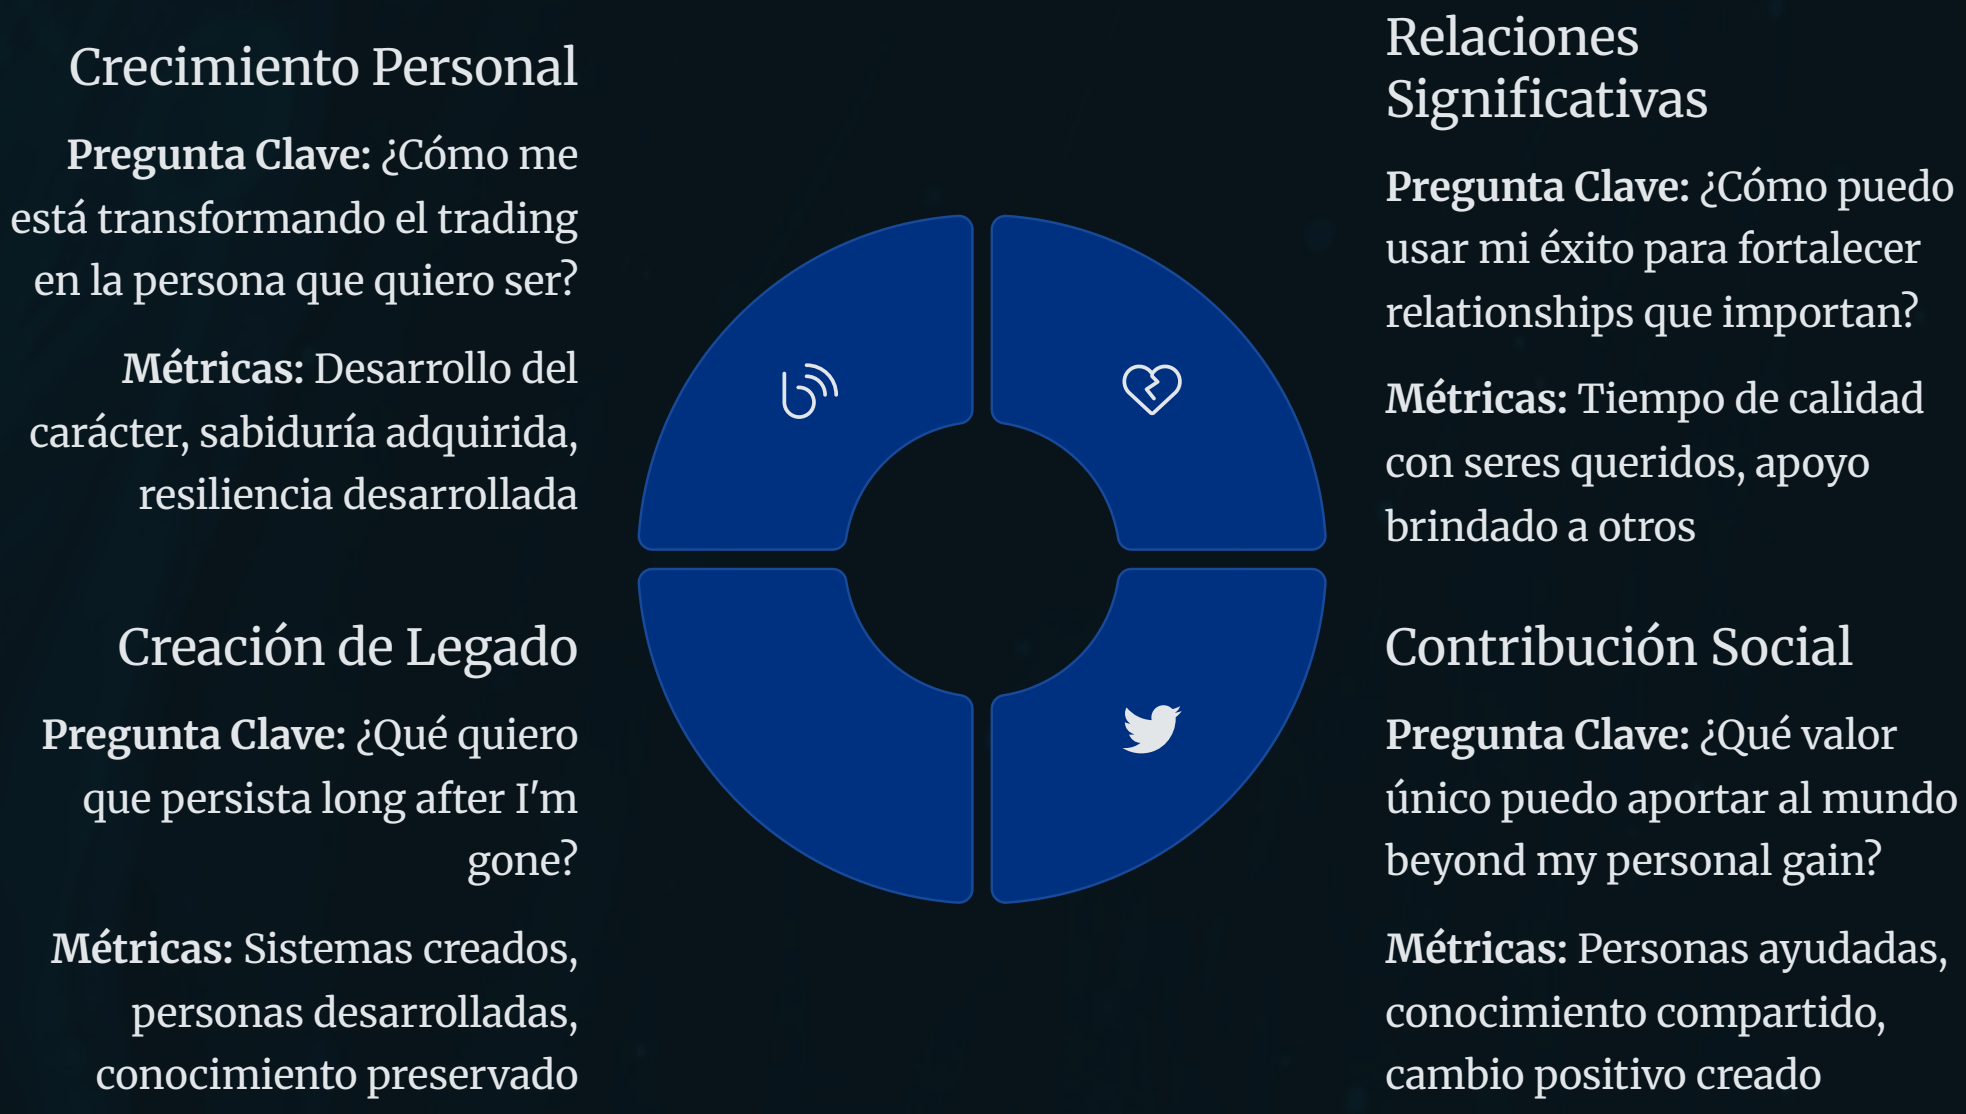 Crecimiento Personal
Pregunta Clave: ¿Cómo me
está transformando el trading
en la persona que quiero ser?
Métricas: Desarrollo del
carácter, sabiduría adquirida,
resiliencia desarrollada
Relaciones
Significativas
Pregunta Clave: ¿Cómo puedo
usar mi éxito para fortalecer
relationships que importan?
Métricas: Tiempo de calidad
con seres queridos, apoyo
brindado a otros
Creación de Legado
Pregunta Clave: ¿Qué quiero
que persista long after I'm
gone?
Métricas: Sistemas creados,
personas desarrolladas,
conocimiento preservado
Contribución Social
Pregunta Clave: ¿Qué valor
único puedo aportar al mundo
beyond my personal gain?
Métricas: Personas ayudadas,
conocimiento compartido,
cambio positivo creado